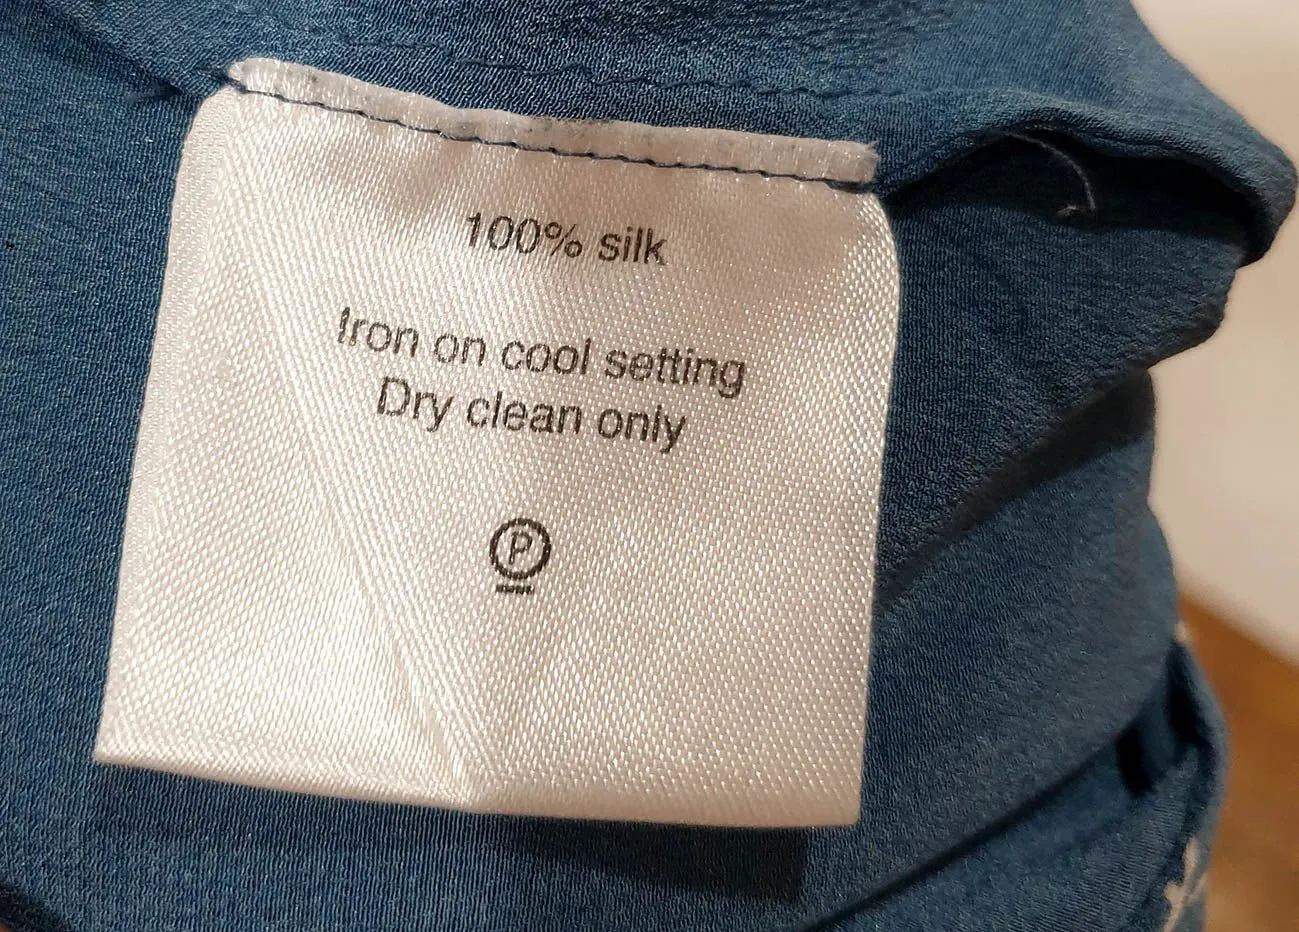 100% silk
Iron on cool setting
Dry clean only
P